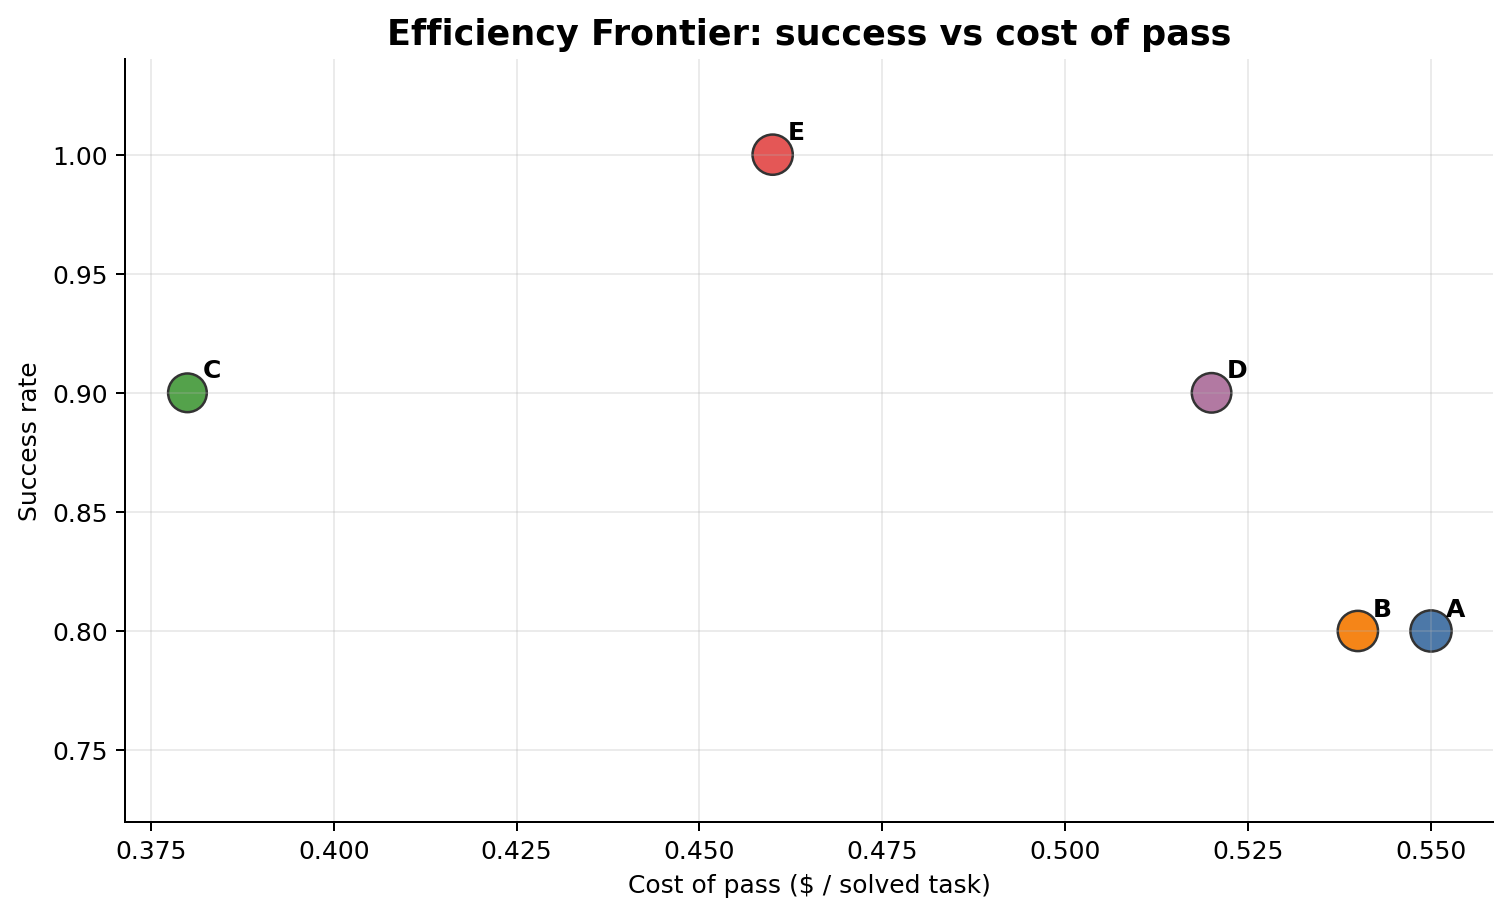 Efficiency Frontier: success vs cost of pass
E
1.00
0.95
C
D
0.90
0.85
B
A
0.80
0.75
Success rate
0.375 0.400 0.425 0.450 0.475 0.500 0.525 0.550
Cost of pass ($ / solved task)